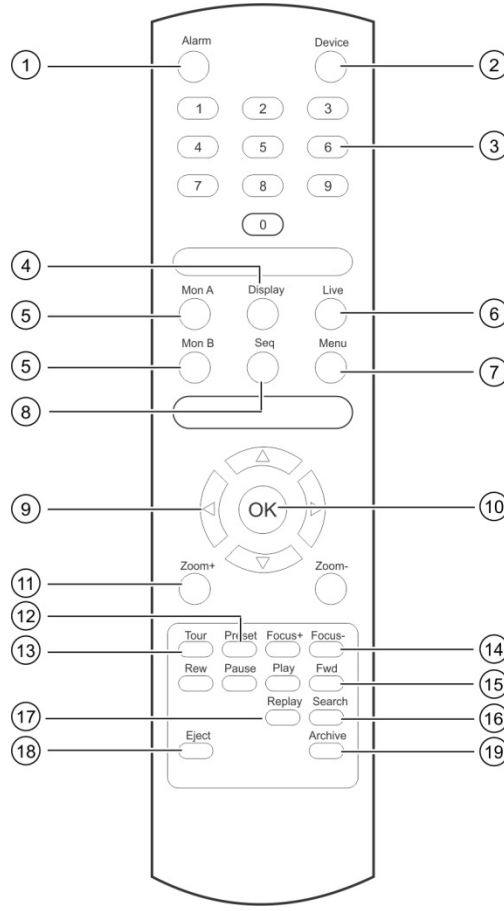 Alarm Device
1 2
1 2 3
4 5 6 3
7 8 9
0
4
Mon A Display Live
5 6
Mon B Seq Menu
5 7
8
9 OK 10
Zoom+ Zoom-
11
12
Tour Preset Focus+ Focus-
13 14
Rew Pause Play Fwd
15
Replay Search
17 16
Eject Archive
18 19